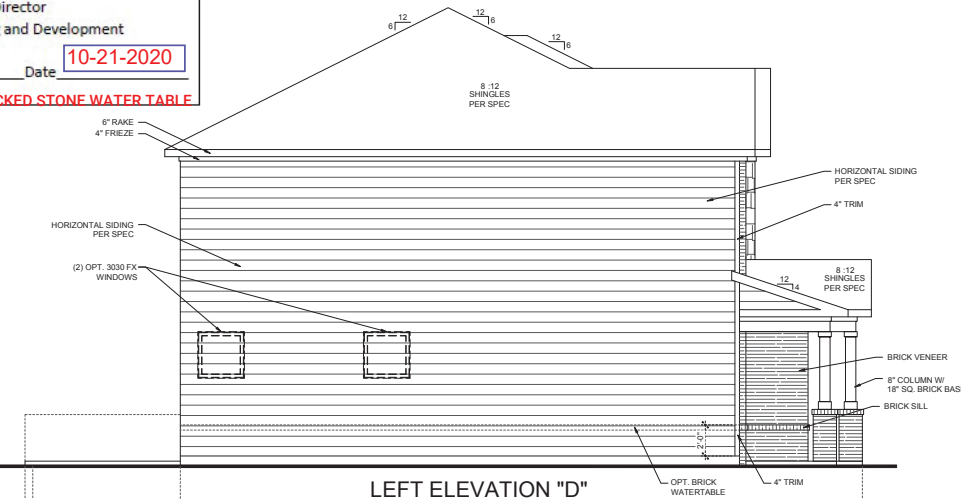 Director
and Development
Date 10-21-2020
CKED STONE WATER TABLE
12
6
12
6
12
6
8 :12
SHINGLES
PER SPEC
6" RAKE
4" FRIEZE
HORIZONTAL SIDING
PER SPEC
4" TRIM
HORIZONTAL SIDING
PER SPEC
(2) OPT. 3030 FX
WINDOWS
12
4
8 :12
SHINGLES
PER SPEC
BRICK VENEER
8" COLUMN W/
18" SQ. BRICK BAS
BRICK SILL
2'-0"
OPT. BRICK
WATERTABLE
4" TRIM
LEFT ELEVATION "D"